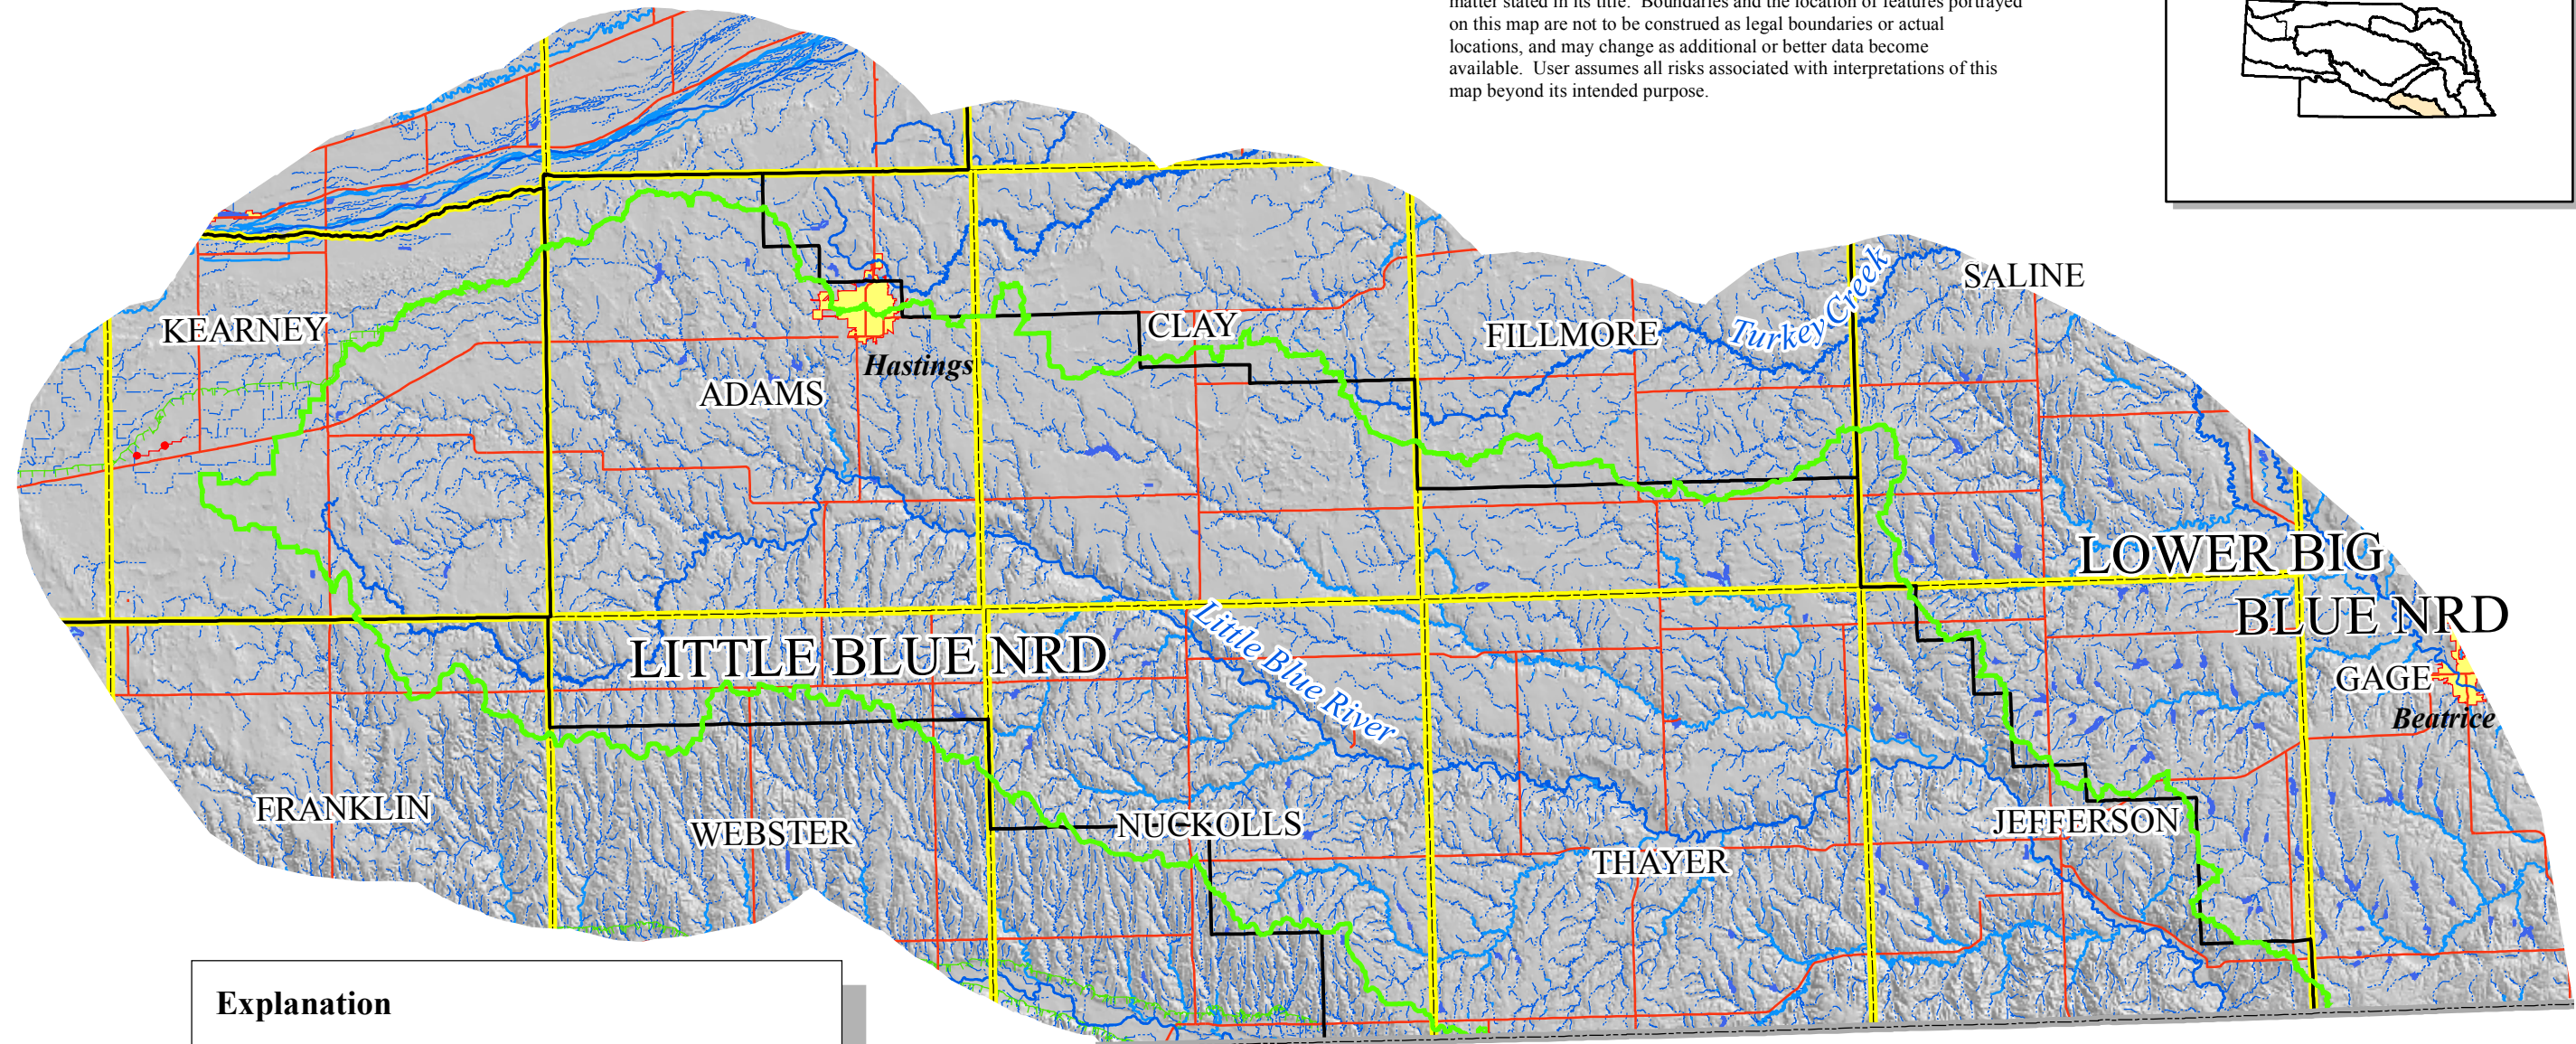 matter stated in its title.  Boundaries and the location of features portrayed
on this map are not to be construed as legal boundaries or actual
locations, and may change as additional or better data become
available.  User assumes all risks associated with interpretations of this
map beyond its intended purpose.
SALINE
Turkey Creek
KEARNEY
CLAY
FILLMORE
Hastings
ADAMS
LOWER BIG
BLUE NRD
LITTLE BLUE NRD
Little Blue River
GAGE
Beatrice
FRANKLIN
WEBSTER
NUCKOLLS
JEFFERSON
THAYER
Explanation